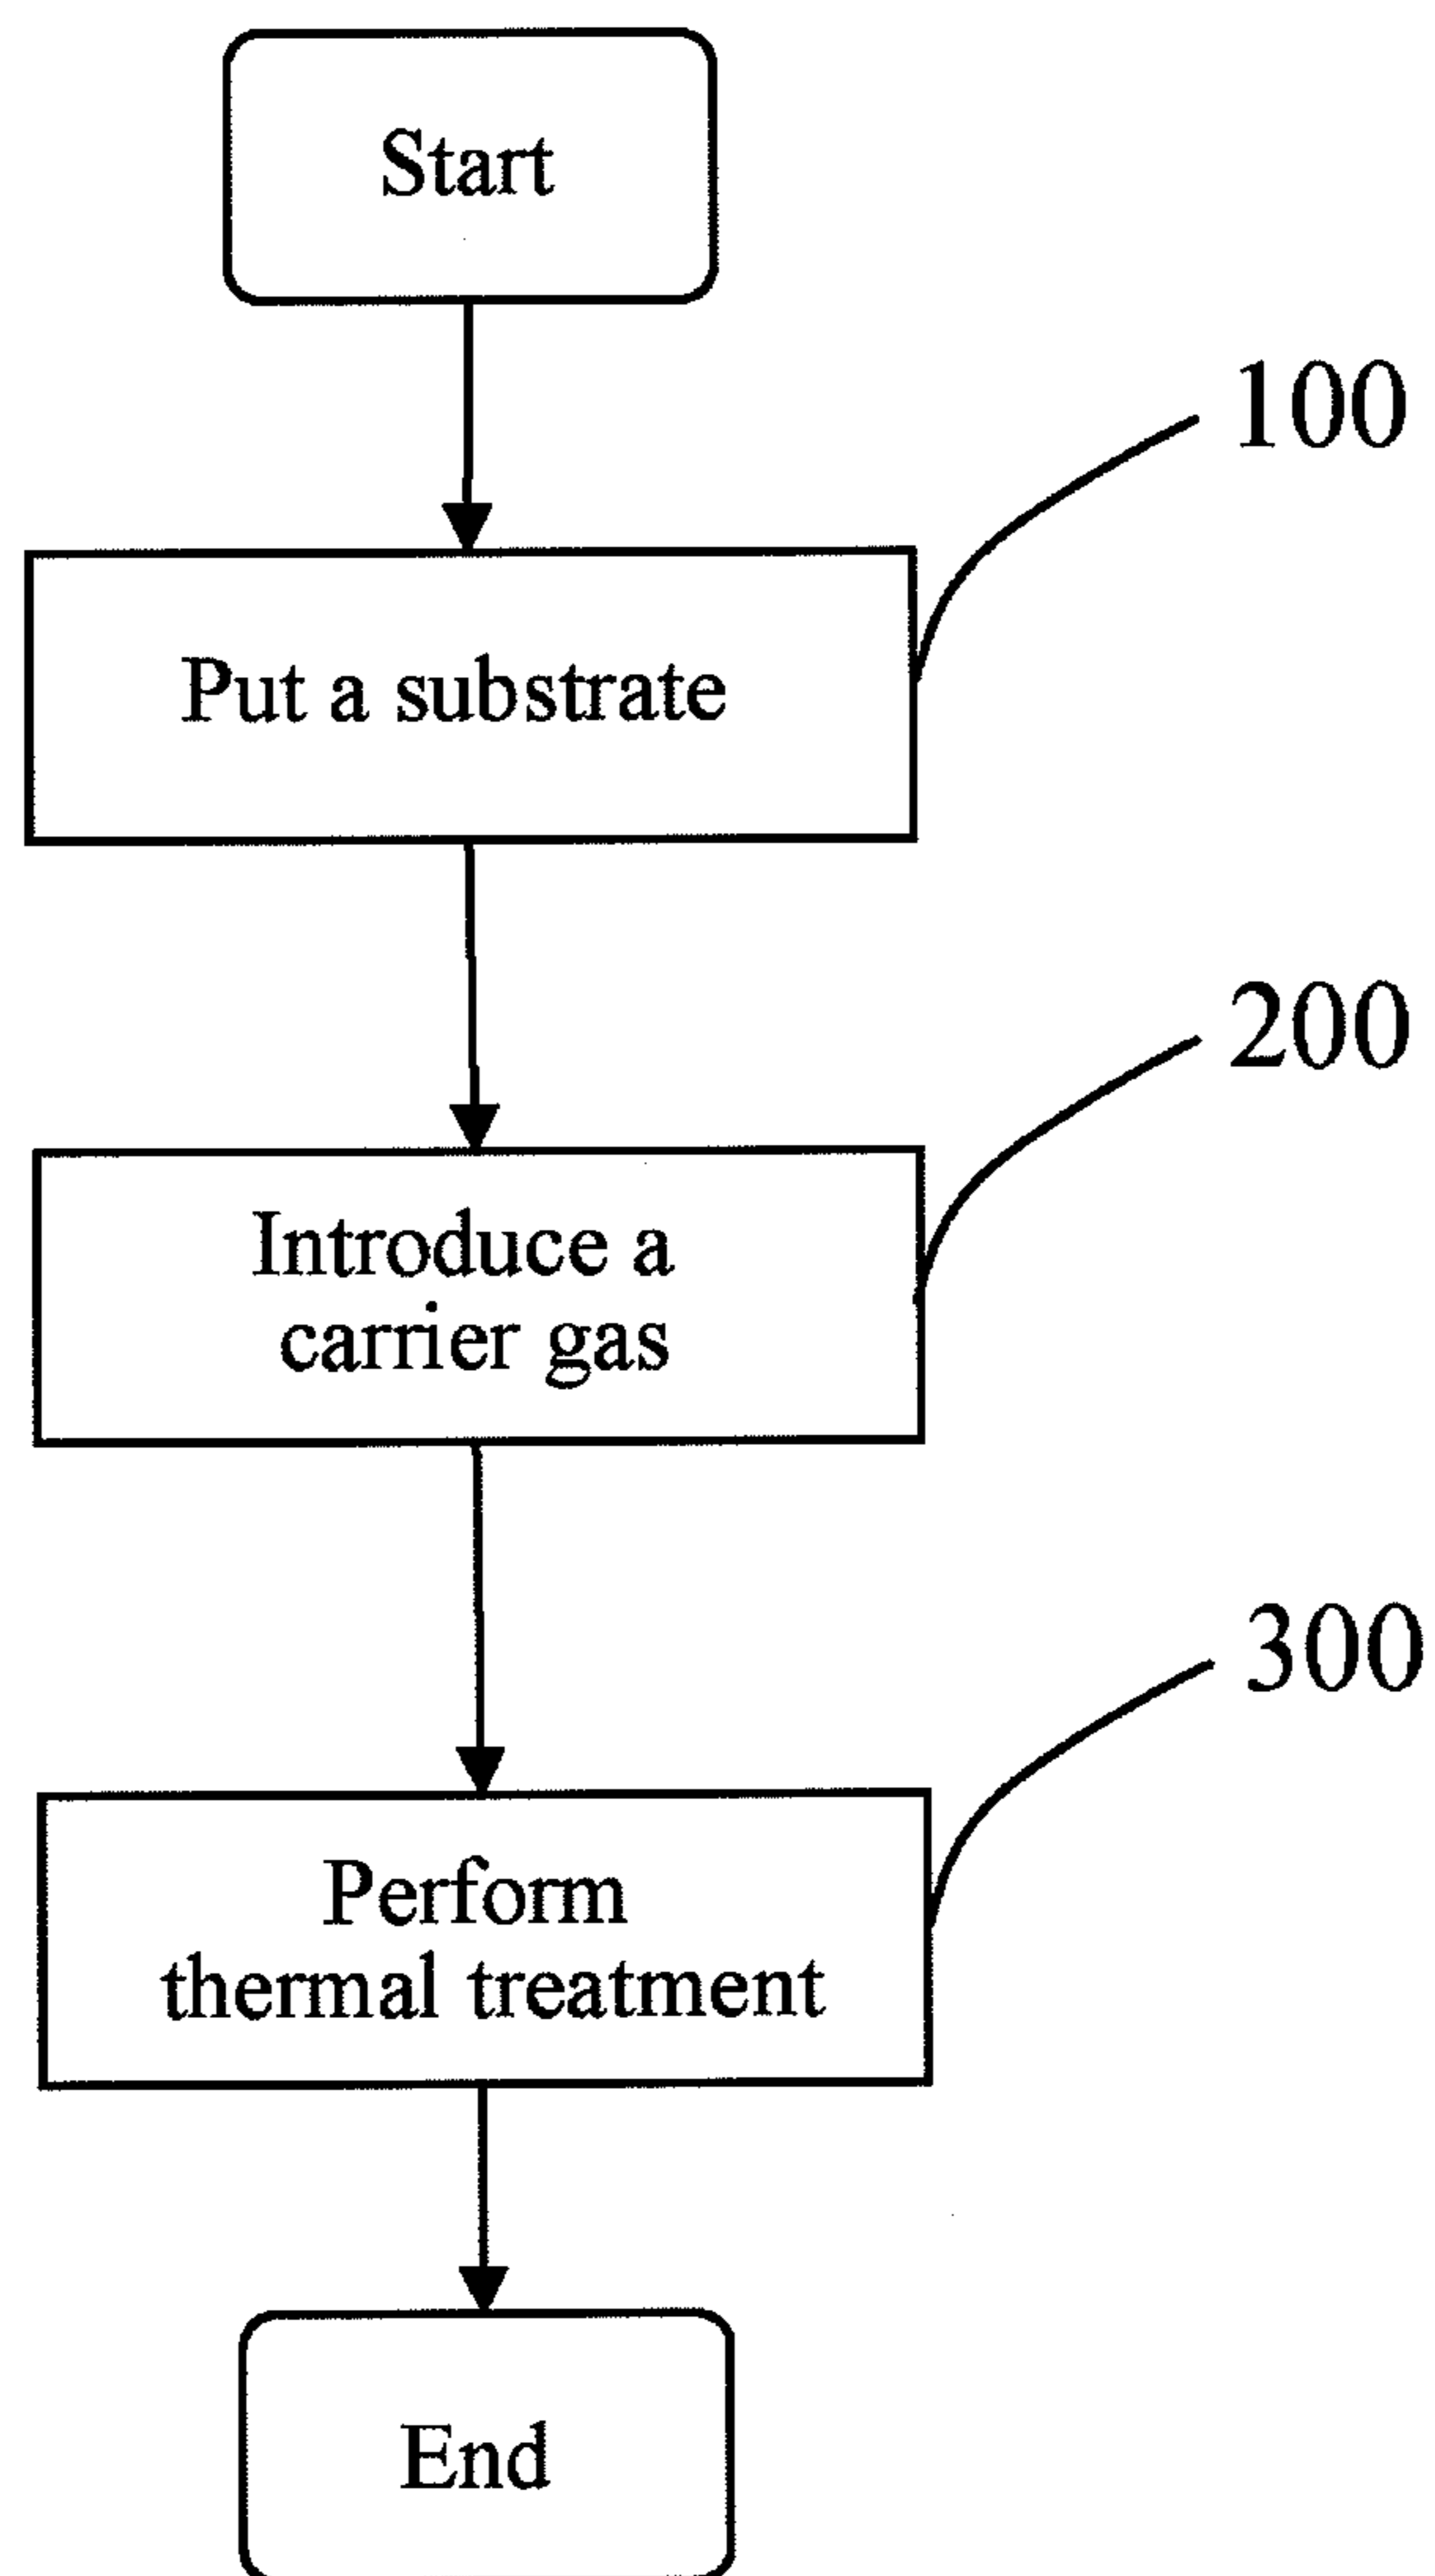 Start
100
Put a substrate
200
Introduce a
carrier gas
300
Perform
thermal treatment
End